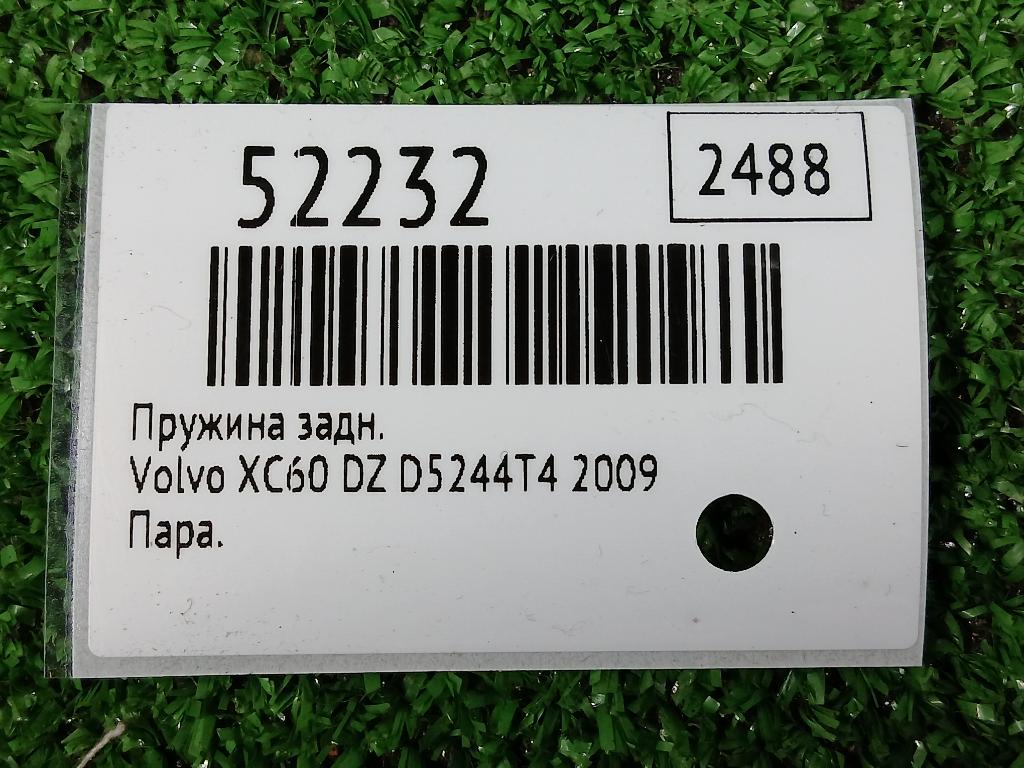 52232
2488
Пружина задн.
Volvo XC60 DZ D5244T4 2009
Пара.